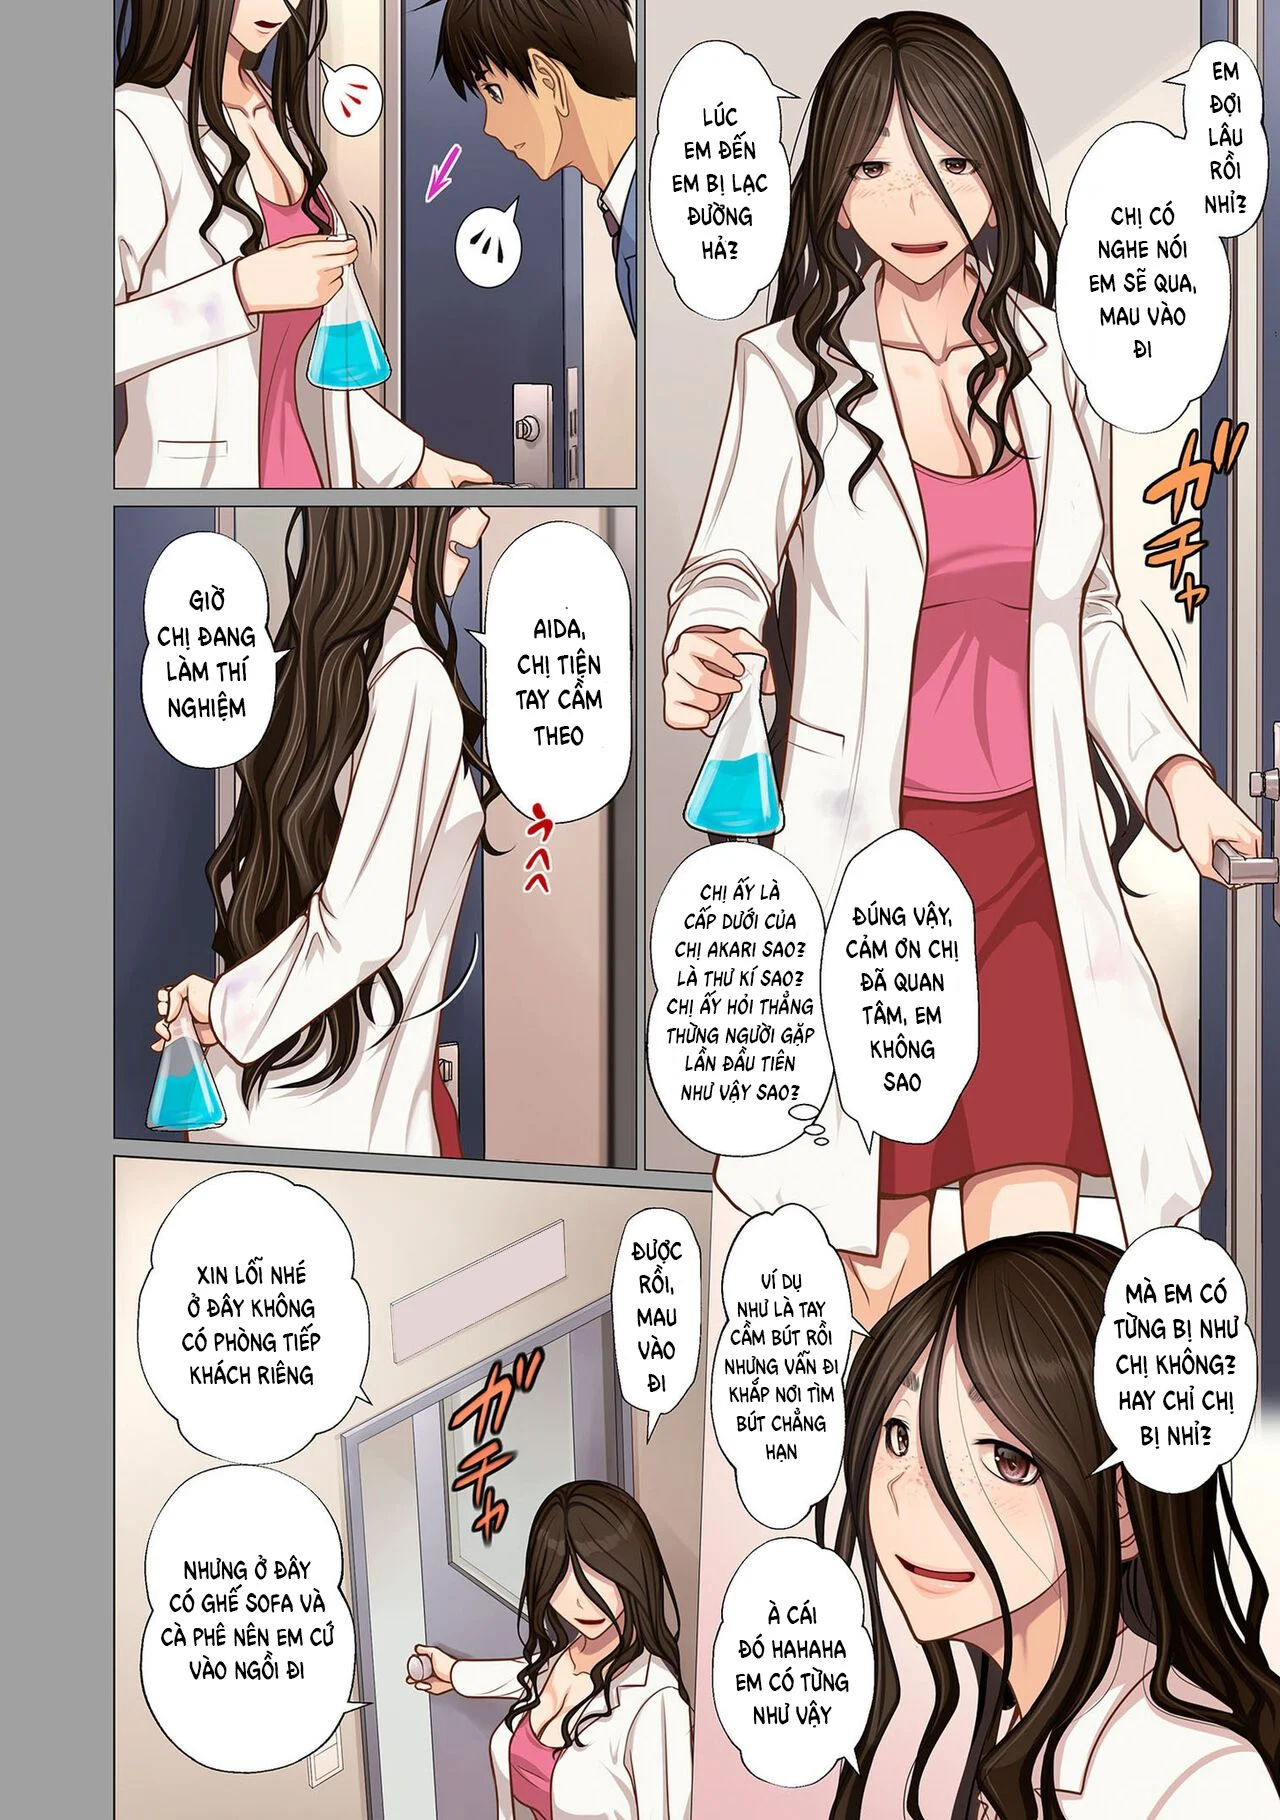 EM
ĐỢI
LÂU
RỒI
NHỈ?
CHỊ CÓ
NGHE NÓI
EM SẼ QUA,
MAU VÀO
ĐI
LÚC
EM ĐẾN
EM BỊ LẠC
ĐƯỜNG
HẢ?
ガチャ
ĐÚNG VẬY,
CẢM ƠN CHỊ
ĐÃ QUAN
TÂM, EM
KHÔNG
SAO
CHỊ ẤY LÀ
CẤP DƯỚI CỦA
CHỊ AKARI SAO?
LÀ THƯ KÍ SAO?
CHỊ ẤY HỎI THẲNG
THỪNG NGƯỜI GẶP
LẦN ĐẦU TIÊN
NHƯ VẬY SAO?
AIDA,
CHỊ TIỆN
TAY CẦM
THEO
うへへ
GIỜ
CHỊ ĐANG
LÀM THÍ
NGHIỆM
MÀ EM CÓ
TỪNG BỊ NHƯ
CHỊ KHÔNG?
HAY CHỈ CHỊ
BỊ NHỈ?
VÍ DỤ
NHƯ LÀ TAY
CẦM BÚT RỒI
NHƯNG VẪN ĐI
KHẮP NƠI TÌM
BÚT CHẲNG
HẠN
À CÁI
ĐÓ HAHAHA
EM CÓ TỪNG
NHƯ VẬY
ĐƯỢC
RỒI,
MAU
VÀO
ĐI
ガチャ
XIN LỖI NHÉ
Ở ĐÂY KHÔNG
CÓ PHÒNG TIẾP
KHÁCH RIÊNG
NHƯNG Ở ĐÂY
CÓ GHẾ SOFA VÀ
CÀ PHÊ NÊN EM CỨ
VÀO NGỒI ĐI